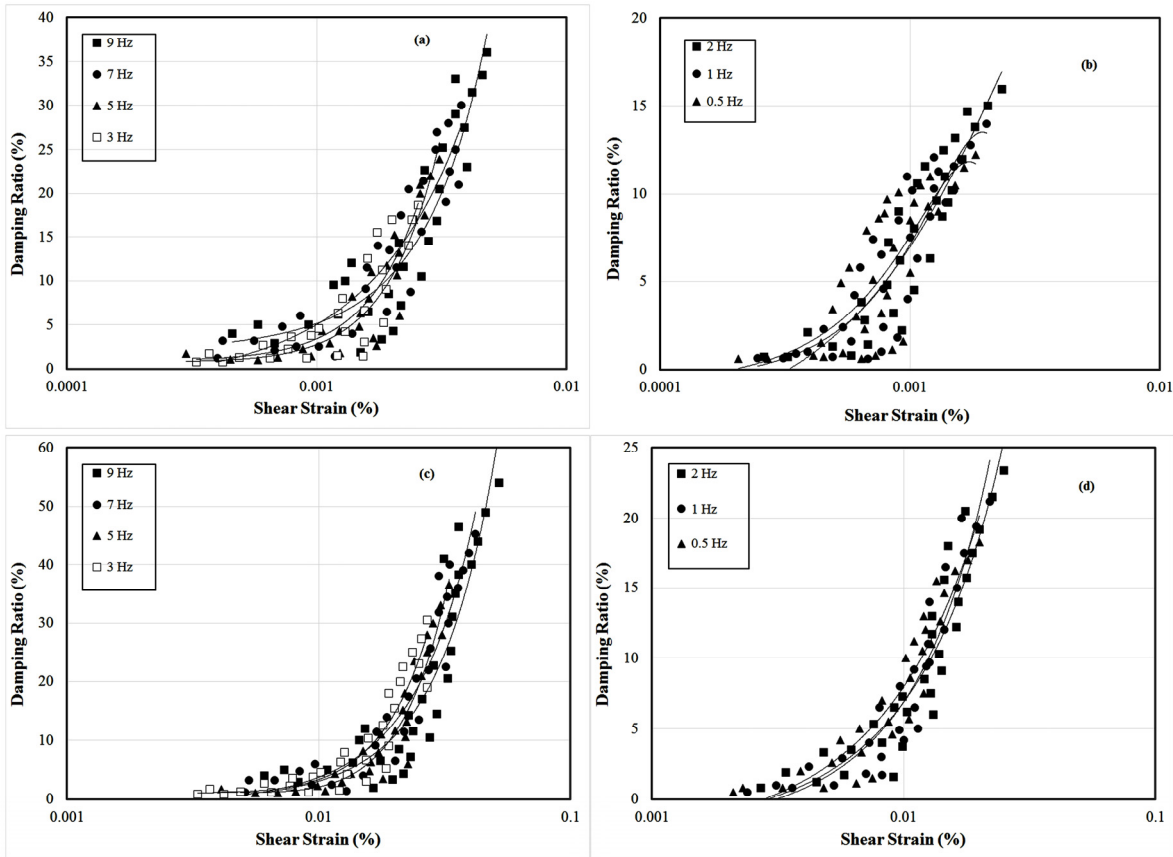 40
35
30
25
20
15
10
5
0
Damping Ratio (%)
9 Hz
7 Hz
5 Hz
3 Hz
(a)
0.0001
0.001
0.01
Shear Strain (%)
20
15
10
5
0
Damping Ratio (%)
2 Hz
1 Hz
0.5 Hz
(b)
0.0001
0.001
0.01
Shear Strain (%)
60
50
40
30
20
10
0
Damping Ratio (%)
9 Hz
7 Hz
5 Hz
3 Hz
(c)
0.001
0.01
0.1
Shear Strain (%)
25
20
15
10
5
0
Damping Ratio (%)
2 Hz
1 Hz
0.5 Hz
(d)
0.001
0.01
0.1
Shear Strain (%)